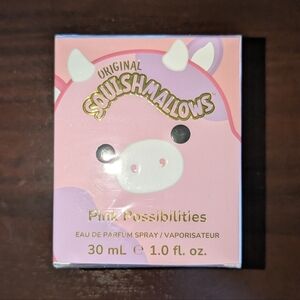 ORIGINAL
SQUISHMALLOWS
Pink Possibilities
EAU DE PARFUM SPRAY / VAPORISATEUR
30 mL ℮ 1.0 fl. oz.